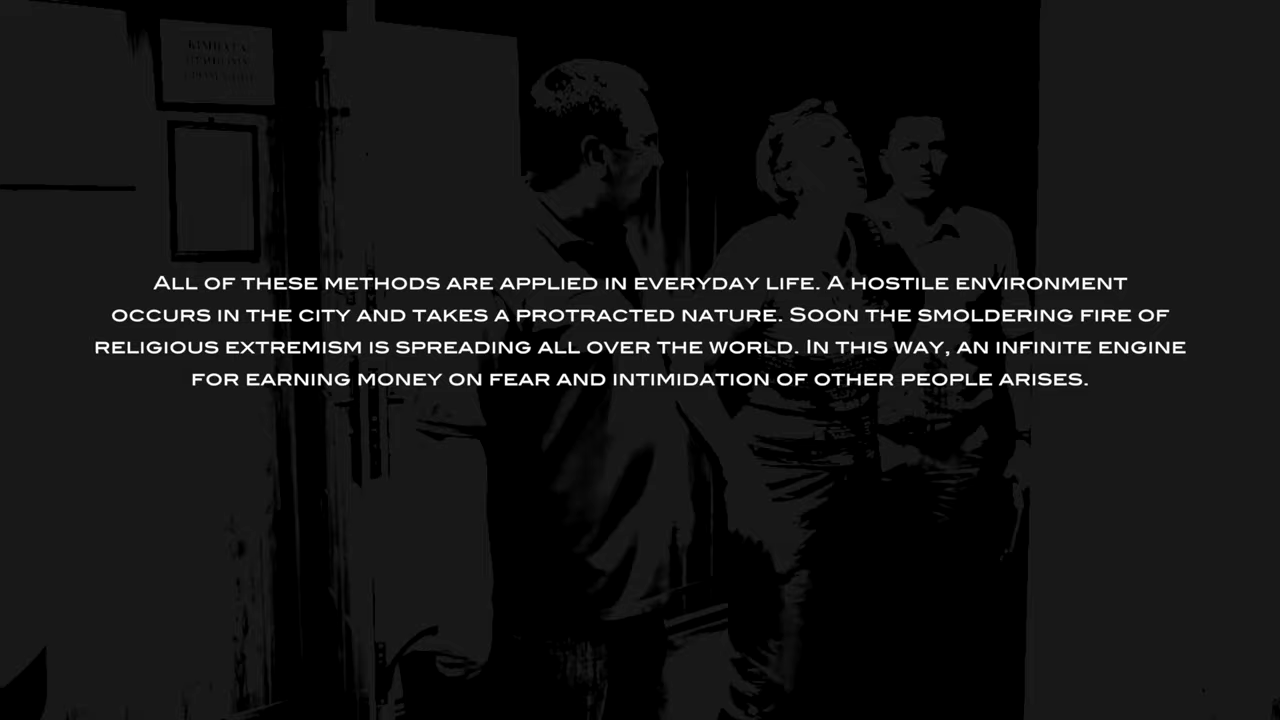 All of these methods are applied in everyday life. A hostile environment
occurs in the city and takes a protracted nature. Soon the smoldering fire of
religious extremism is spreading all over the world. In this way, an infinite engine
for earning money on fear and intimidation of other people arises.